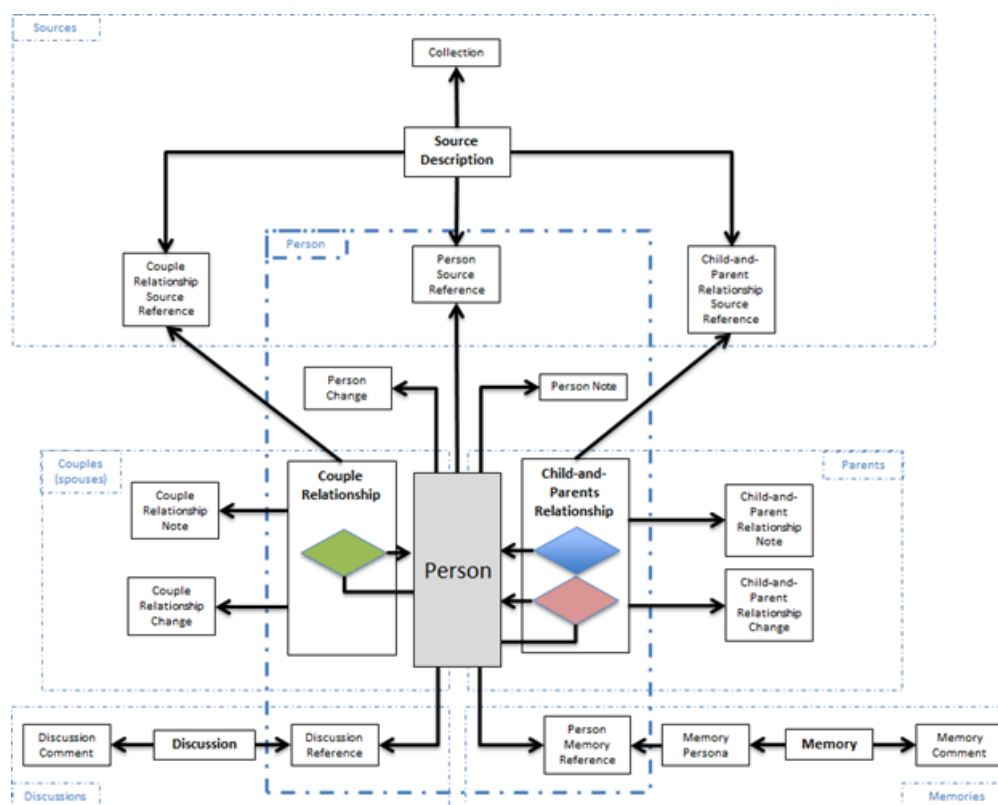 Sources
Collection
Source
Description
Person
Couple
Relationship
Source
Reference
Person
Source
Reference
Child-and-
Parent
Relationship
Source
Reference
Person
Change
Person Note
Couples
(spouses)
Couple
Relationship
Child-and-
Parents
Relationship
Parents
Couple
Relationship
Note
Child-and-
Parent
Relationship
Note
Person
Couple
Relationship
Change
Child-and-
Parent
Relationship
Change
Discussion
Comment
Discussion
Discussion
Reference
Person
Memory
Reference
Memory
Persona
Memory
Memory
Comment
Discussions
Memories